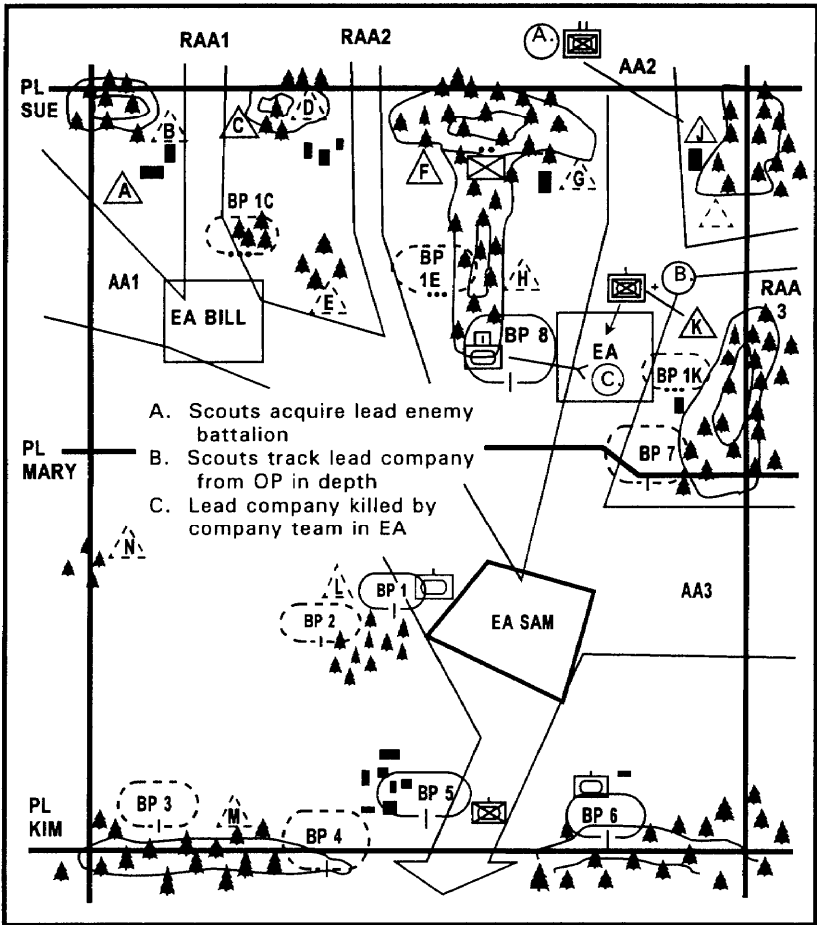 RAA1
RAA2
A.
AA2
PL
SUE
B
C
D
J
A
F
G
BP 1C
AA1
BP
1E
H
B.
RAA
3
E
EA BILL
K
BP 8
EA
C.
BP 1K
A. Scouts acquire lead enemy
battalion
B. Scouts track lead company
from OP in depth
C. Lead company killed by
company team in EA
PL
MARY
BP 7
N
L
BP 1
BP 2
EA SAM
AA3
BP 3
M
BP 4
BP 5
BP 6
PL
KIM